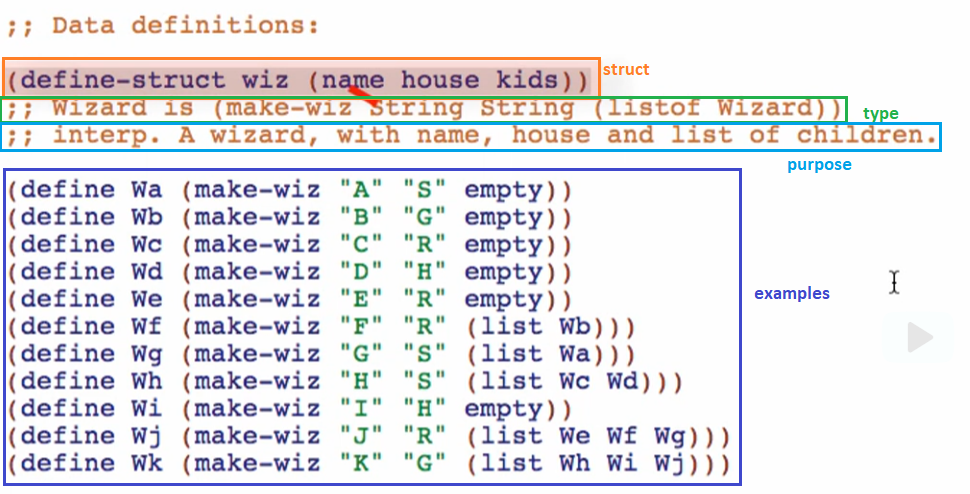 ;; Data definitions:
(define-struct wiz (name house kids)) struct
;; Wizard is (make-wiz String String (listof Wizard)) type
;; interp. A wizard, with name, house and list of children.
purpose
(define Wa (make-wiz "A" "S" empty))
(define Wb (make-wiz "B" "G" empty))
(define Wc (make-wiz "C" "R" empty))
(define Wd (make-wiz "D" "H" empty))
(define We (make-wiz "E" "R" empty)) examples
(define Wf (make-wiz "F" "R" (list Wb)))
(define Wg (make-wiz "G" "S" (list Wa)))
(define Wh (make-wiz "H" "S" (list Wc Wd)))
(define Wi (make-wiz "I" "H" empty))
(define Wj (make-wiz "J" "R" (list We Wf Wg)))
(define Wk (make-wiz "K" "G" (list Wh Wi Wj)))